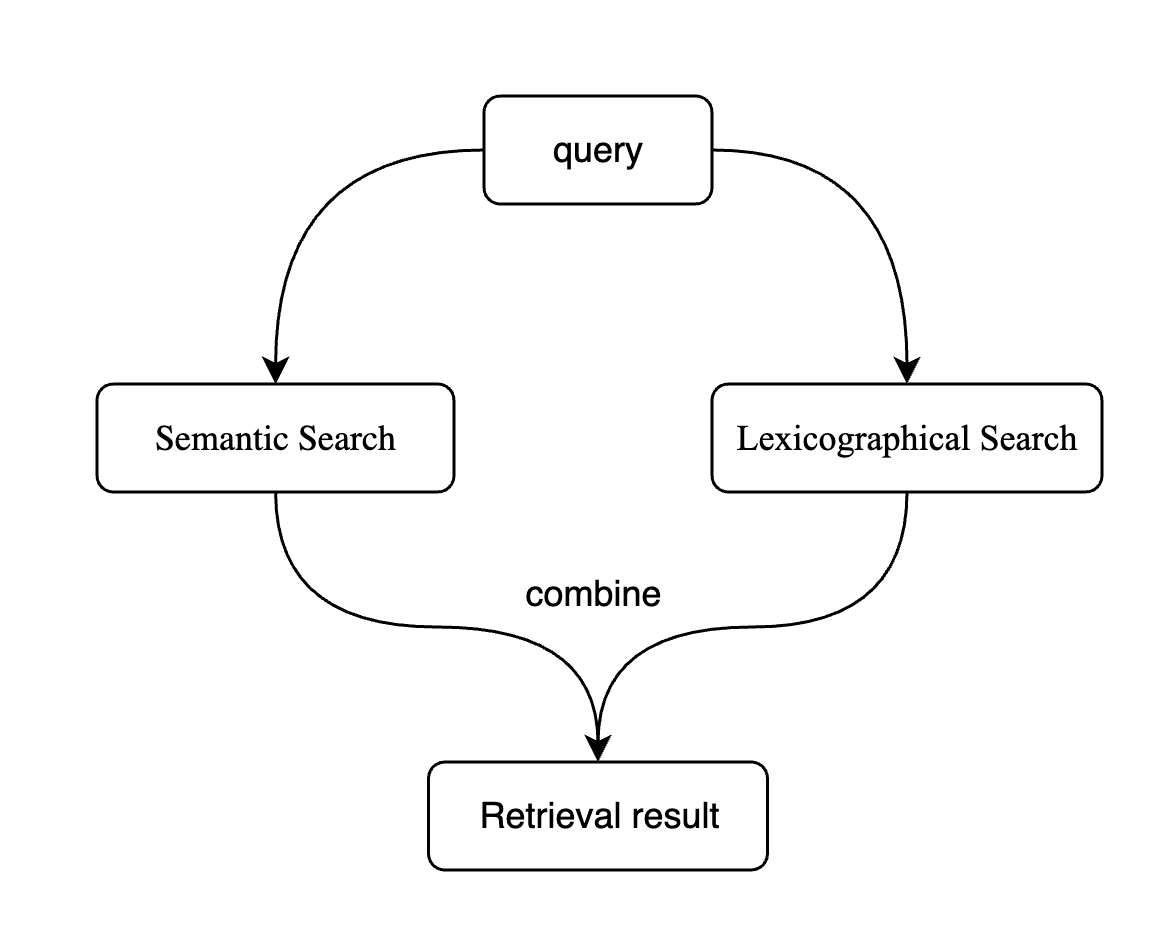 query
Semantic Search
Lexicographical Search
combine
Retrieval result